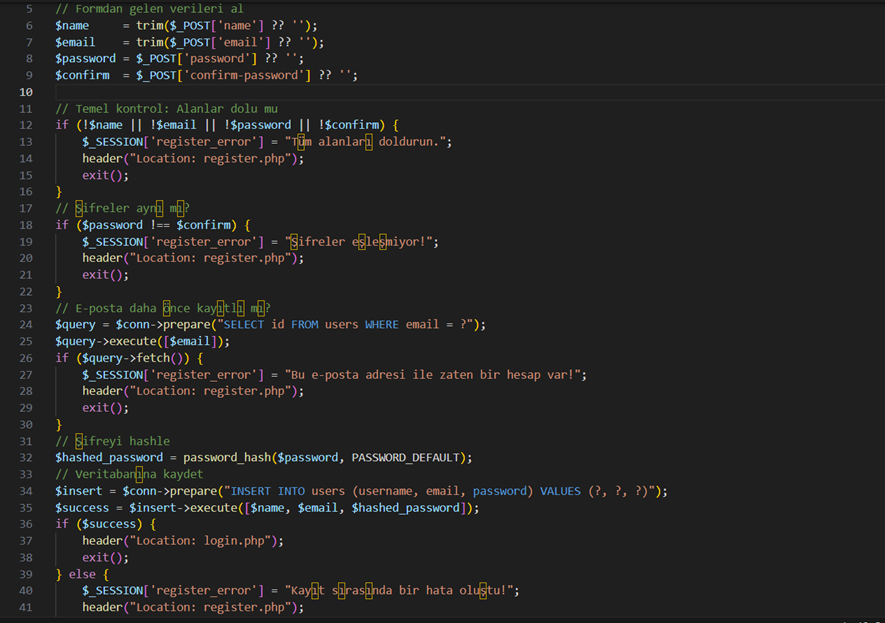 5 // Formdan gelen verileri al
6 $name     = trim($_POST['name'] ?? '');
7 $email    = trim($_POST['email'] ?? '');
8 $password = $_POST['password'] ?? '';
9 $confirm  = $_POST['confirm-password'] ?? '';
10
11 // Temel kontrol: Alanlar dolu mu
12 if (!$name || !$email || !$password || !$confirm) {
13     $_SESSION['register_error'] = "Tüm alanları doldurun.";
14     header("Location: register.php");
15     exit();
16 }
17 // Şifreler aynı mı?
18 if ($password !== $confirm) {
19     $_SESSION['register_error'] = "Şifreler eşleşmiyor!";
20     header("Location: register.php");
21     exit();
22 }
23 // E-posta daha önce kayıtlı mı?
24 $query = $conn->prepare("SELECT id FROM users WHERE email = ?");
25 $query->execute([$email]);
26 if ($query->fetch()) {
27     $_SESSION['register_error'] = "Bu e-posta adresi ile zaten bir hesap var!";
28     header("Location: register.php");
29     exit();
30 }
31 // Şifreyi hashle
32 $hashed_password = password_hash($password, PASSWORD_DEFAULT);
33 // Veritabanına kaydet
34 $insert = $conn->prepare("INSERT INTO users (username, email, password) VALUES (?, ?, ?)");
35 $success = $insert->execute([$name, $email, $hashed_password]);
36 if ($success) {
37     header("Location: login.php");
38     exit();
39 } else {
40     $_SESSION['register_error'] = "Kayıt sırasında bir hata oluştu!";
41     header("Location: register.php");